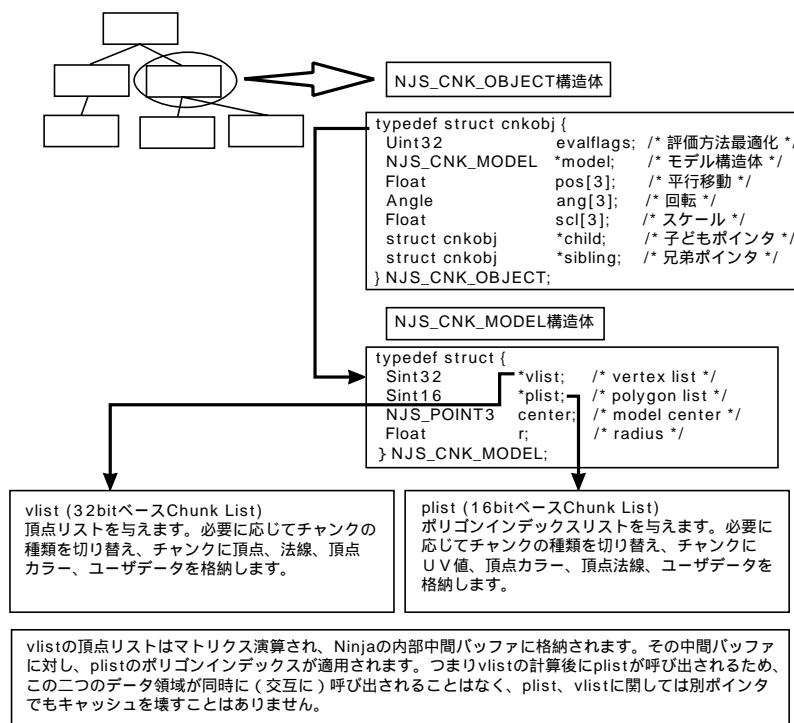 NJS_CNK_OBJECT構造体
typedef struct cnkobj {
Uint32 evalflags; /* 評価方法最適化 */
NJS_CNK_MODEL *model; /* モデル構造体 */
Float pos[3]; /* 平行移動 */
Angle ang[3]; /* 回転 */
Float scl[3]; /* スケール */
struct cnkobj *child; /* 子どもポインタ */
struct cnkobj *sibling; /* 兄弟ポインタ */
} NJS_CNK_OBJECT;
NJS_CNK_MODEL構造体
typedef struct {
Sint32 *vlist; /* vertex list */
Sint16 *plist; /* polygon list */
NJS_POINT3 center; /* model center */
Float r; /* radius */
} NJS_CNK_MODEL;
vlist (32bitベースChunk List)
頂点リストを与えます。必要に応じてチャンクの
種類を切り替え、チャンクに頂点、法線、頂点
カラー、ユーザデータを格納します。
plist (16bitベースChunk List)
ポリゴンインデックスリストを与えます。必要に
応じてチャンクの種類を切り替え、チャンクに
UV値、頂点カラー、頂点法線、ユーザデータを
格納します。
vlistの頂点リストはマトリクス演算され、Ninjaの内部中間バッファに格納されます。その中間バッファ
に対し、plistのポリゴンインデックスが適用されます。つまりvlistの計算後にplistが呼び出されるため、
この二つのデータ領域が同時に(交互に)呼び出されることはなく、plist、vlistに関しては別ポインタ
でもキャッシュを壊すことはありません。